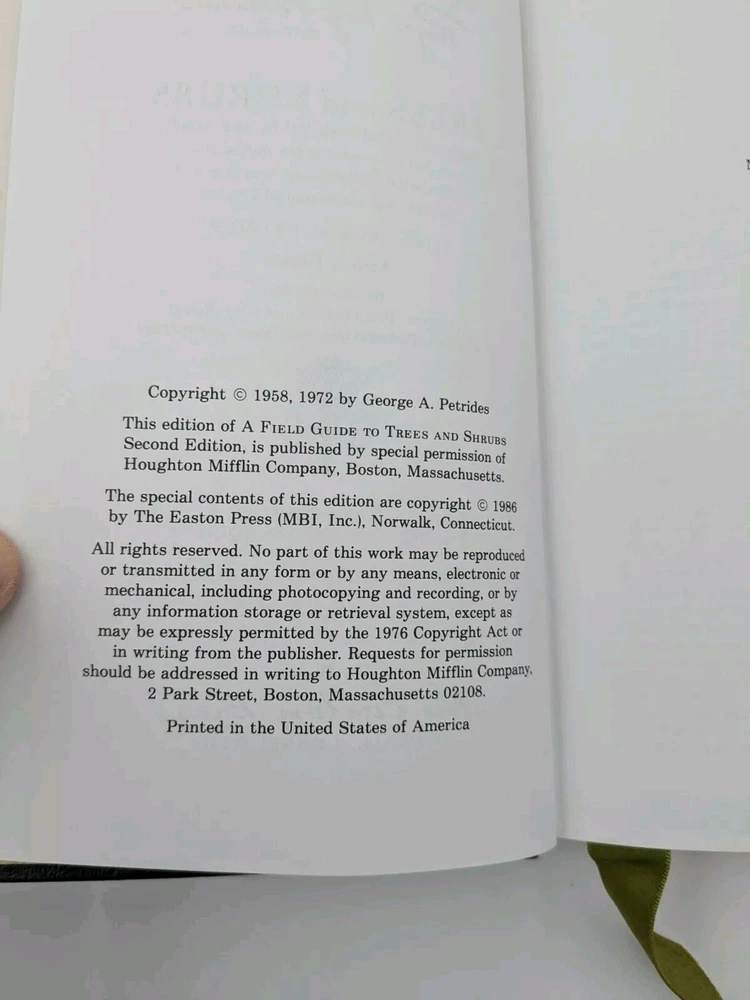 Copyright © 1958, 1972 by George A. Petrides
This edition of A FIELD GUIDE TO TREES AND SHRUBS
Second Edition, is published by special permission of
Houghton Mifflin Company, Boston, Massachusetts.
The special contents of this edition are copyright © 1986
by The Easton Press (MBI, Inc.), Norwalk, Connecticut.
All rights reserved. No part of this work may be reproduced
or transmitted in any form or by any means, electronic or
mechanical, including photocopying and recording, or by
any information storage or retrieval system, except as
may be expressly permitted by the 1976 Copyright Act or
in writing from the publisher. Requests for permission
should be addressed in writing to Houghton Mifflin Company,
2 Park Street, Boston, Massachusetts 02108.
Printed in the United States of America